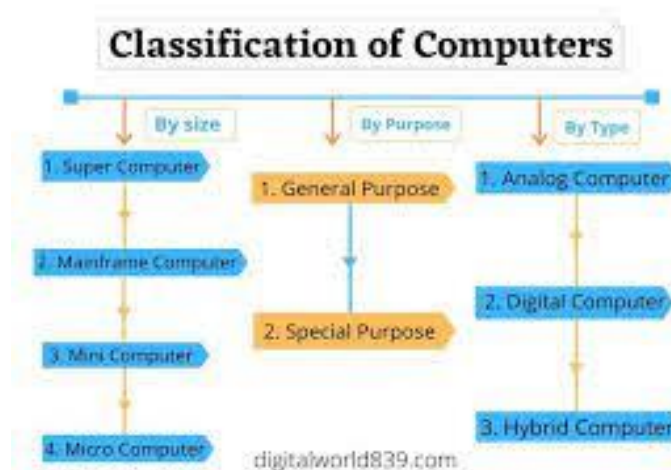 Classification of Computers
By size
1. Super Computer
2. Mainframe Computer
3. Mini Computer
4. Micro Computer
By Purpose
1. General Purpose
2. Special Purpose
By Type
1. Analog Computer
2. Digital Computer
3. Hybrid Computer
digitalworld839.com